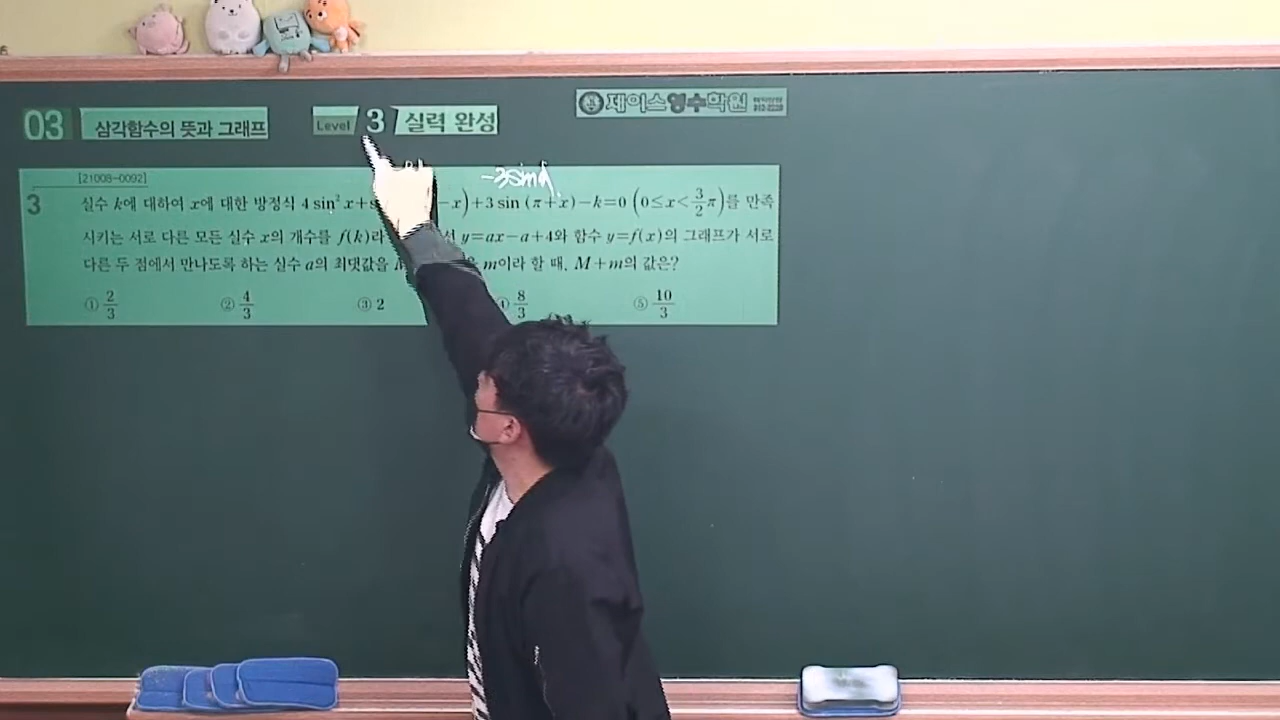 03 삼각함수의 뜻과 그래프 Level 3 실력 완성 제이스영수학원
[21008-0092]
-3sin
3 실수 k에 대하여 x에 대한 방정식 4 sin² x+ -x)+3 sin (π+x)-k=0 (0≤x<3/2π)를 만족
시키는 서로 다른 모든 실수 x의 개수를 f(k)라 y=ax-a+4와 함수 y=f(x)의 그래프가 서로
다른 두 점에서 만나도록 하는 실수 a의 최댓값을 m이라 할 때, M+m의 값은?
① 2/3 ② 4/3 ③ 2 ④ 8/3 ⑤ 10/3